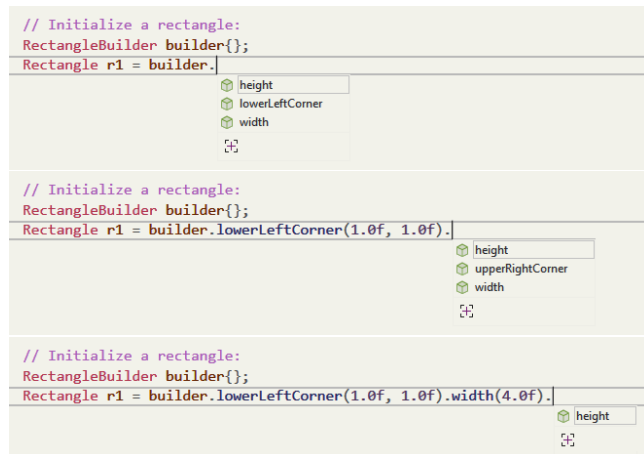 // Initialize a rectangle:
RectangleBuilder builder{};
Rectangle r1 = builder.
height
lowerLeftCorner
width
// Initialize a rectangle:
RectangleBuilder builder{};
Rectangle r1 = builder.lowerLeftCorner(1.0f, 1.0f).
height
upperRightCorner
width
// Initialize a rectangle:
RectangleBuilder builder{};
Rectangle r1 = builder.lowerLeftCorner(1.0f, 1.0f).width(4.0f).
height